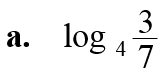 a. log ₄ 3/7